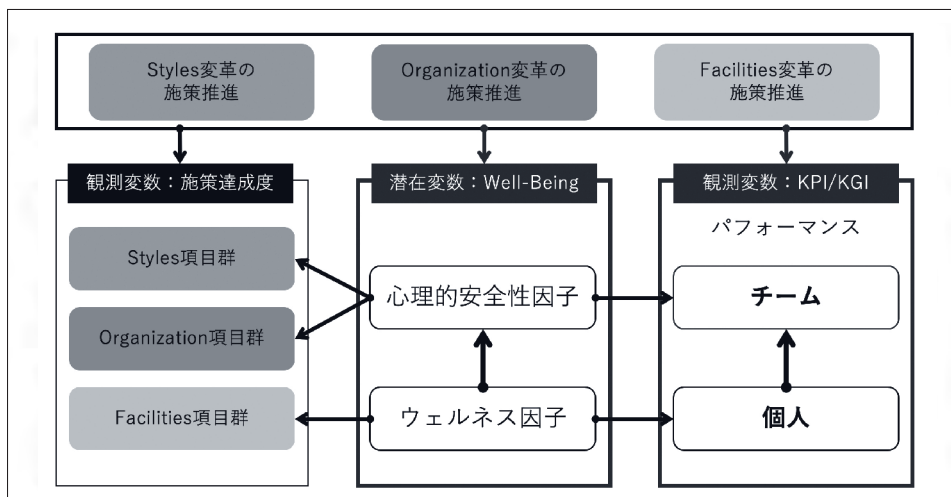 Styles変革の
施策推進
Organization変革の
施策推進
Facilities変革の
施策推進
観測変数：施策達成度
潜在変数：Well-Being
観測変数：KPI/KGI
パフォーマンス
Styles項目群
Organization項目群
Facilities項目群
心理的安全性因子
ウェルネス因子
チーム
個人